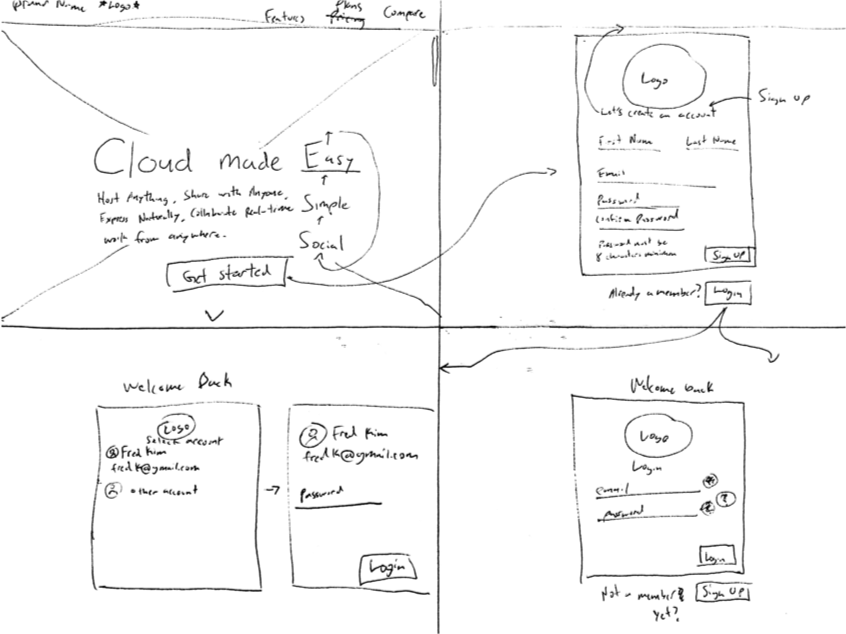 Brand Name *Logo*
Features
Plans
Pricing
Compare
Cloud made Easy
Host Anything, Share with Anyone,
Express Naturally, Collaborate Real-time
work from anywhere.
Simple
Social
Get started
Logo
Let's create an account
Sign up
First Name Last Name
Email
Password
Confirm Password
Password must be
8 characters minimum
Sign UP
Already a member? Login
Welcome Back
Logo
Select account
Fred Kim
fredk@gmail.com
other account
Fred Kim
fredk@gmail.com
Password
Login
Welcome back
Logo
Login
email
password
?
Login
Not a member
yet?
Sign Up